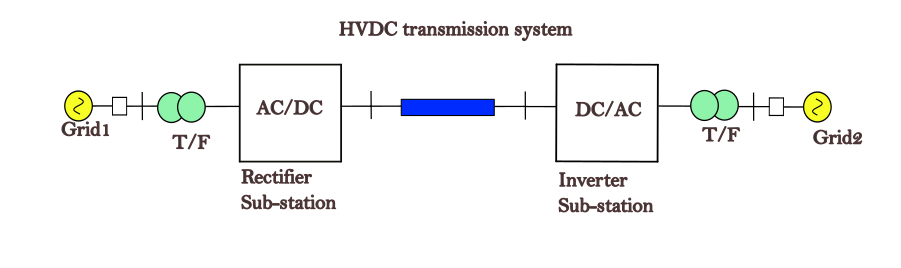 HVDC transmission system
Grid1
T/F
AC/DC
Rectifier
Sub-station
DC/AC
Inverter
Sub-station
T/F
Grid2